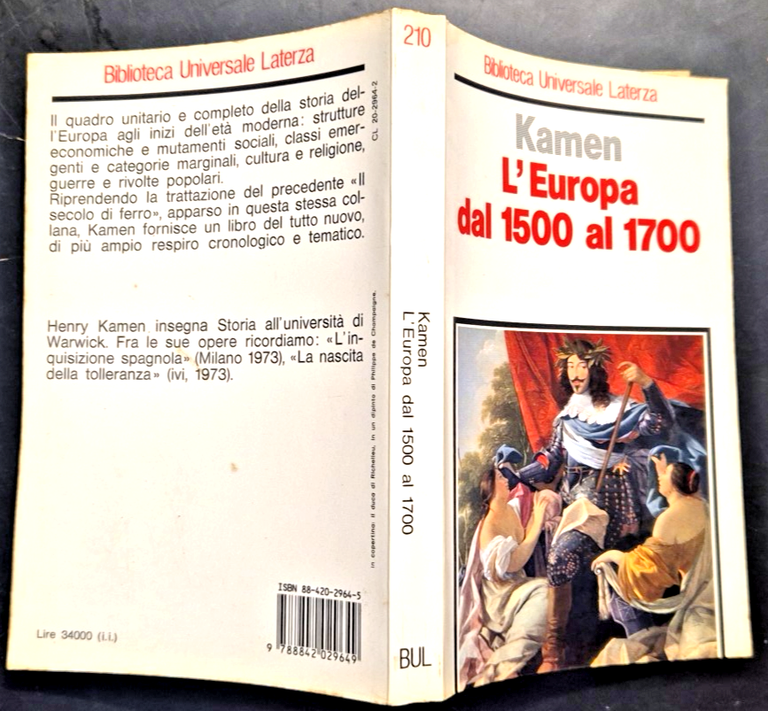 Biblioteca Universale Laterza
Il quadro unitario e completo della storia del-
l'Europa agli inizi dell'età moderna: strutture
economiche e mutamenti sociali, classi emer-
genti e categorie marginali, cultura e religione,
guerre e rivolte popolari.
Riprendendo la trattazione del precedente «Il
secolo di ferro», apparso in questa stessa col-
lana, Kamen fornisce un libro del tutto nuovo,
di più ampio respiro cronologico e tematico.
Henry Kamen insegna Storia all'università di
Warwick. Fra le sue opere ricordiamo: «L'in-
quisizione spagnola» (Milano 1973), «La nascita
della tolleranza» (ivi, 1973).
CL 20-2964-2
In copertina: il duca di Richelieu, in un dipinto di Philippe de Champaigne.
ISBN 88-420-2964-5
9 788842 029649
Lire 34000 (i.i.)
210
Kamen
L'Europa dal 1500 al 1700
BUL
Biblioteca Universale Laterza
Kamen
L'Europa
dal 1500 al 1700